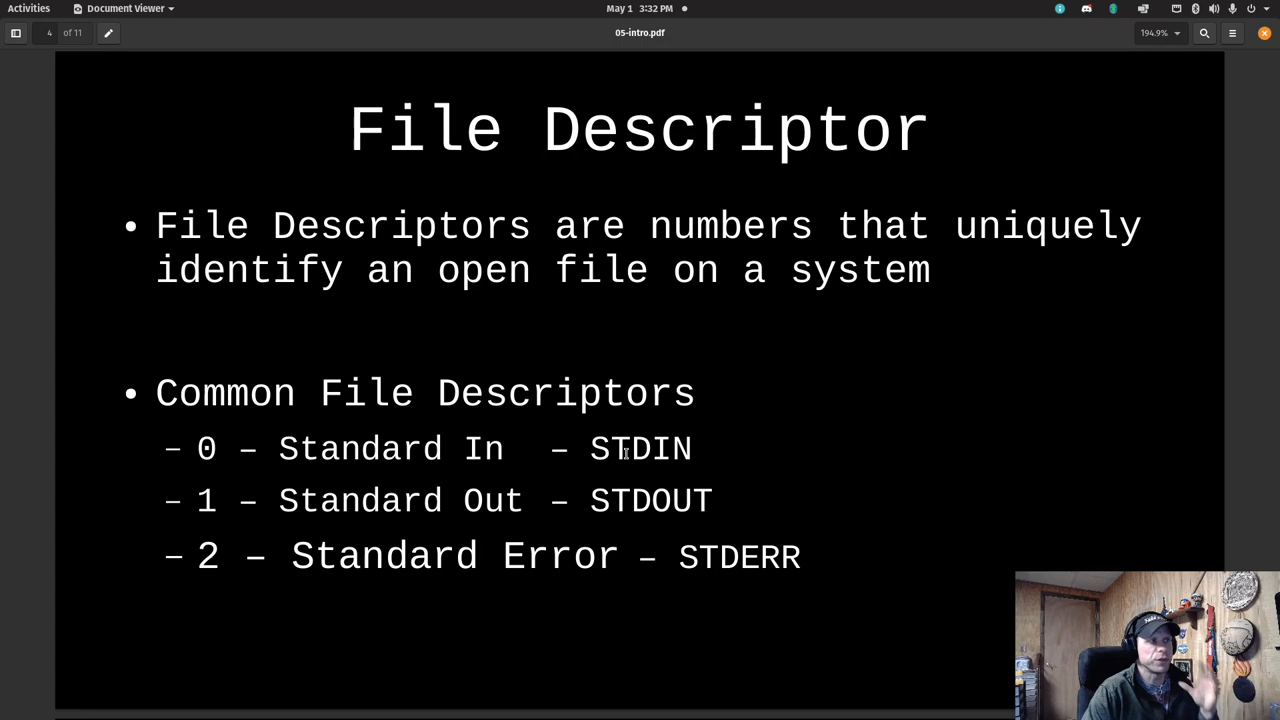 Activities
Document Viewer
May 1 3:32 PM
4 of 11
05-intro.pdf
194.9%
File Descriptor
• File Descriptors are numbers that uniquely
identify an open file on a system
• Common File Descriptors
– 0 – Standard In – STDIN
– 1 – Standard Out – STDOUT
– 2 – Standard Error – STDERR